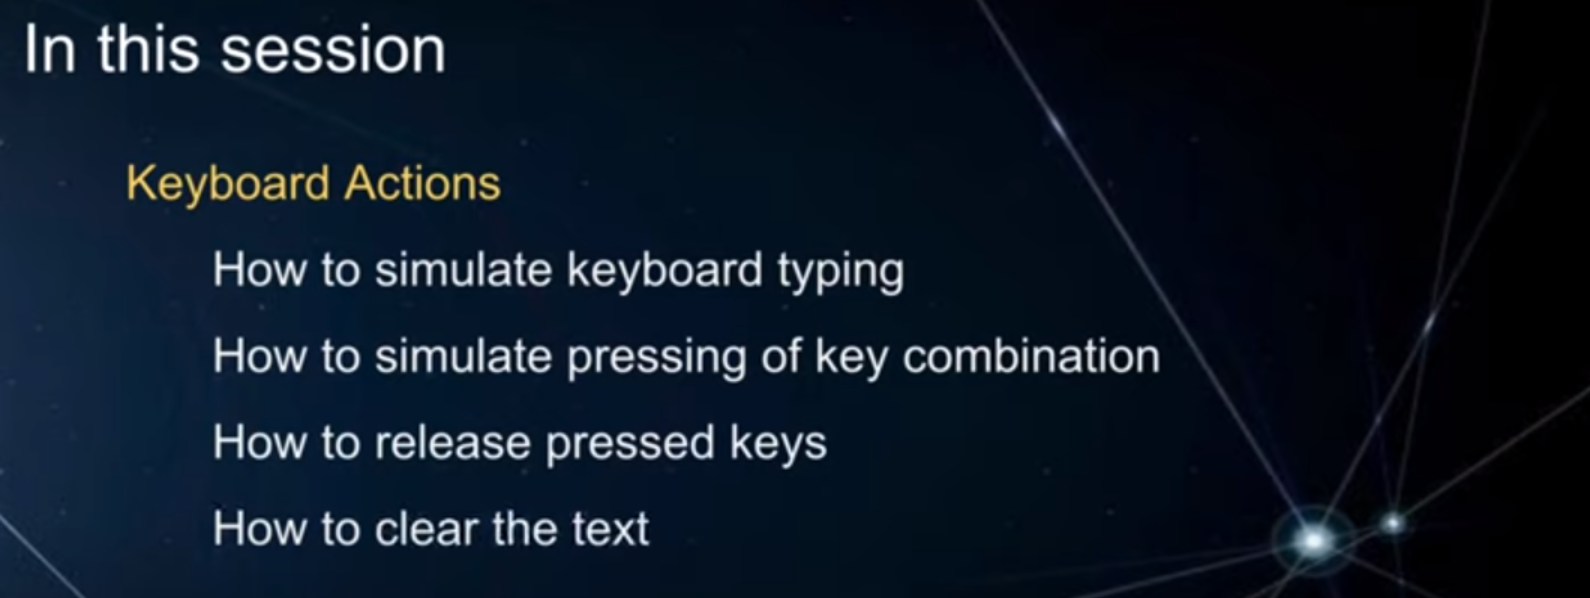 In this session
Keyboard Actions
How to simulate keyboard typing
How to simulate pressing of key combination
How to release pressed keys
How to clear the text